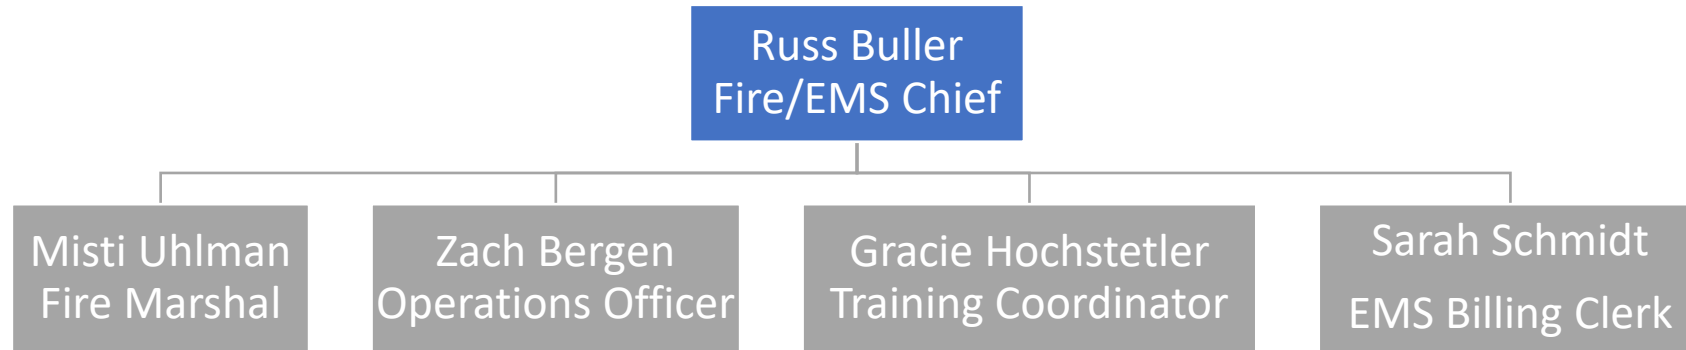 Russ Buller
Fire/EMS Chief
Misti Uhlman
Fire Marshal
Zach Bergen
Operations Officer
Gracie Hochstetler
Training Coordinator
Sarah Schmidt
EMS Billing Clerk